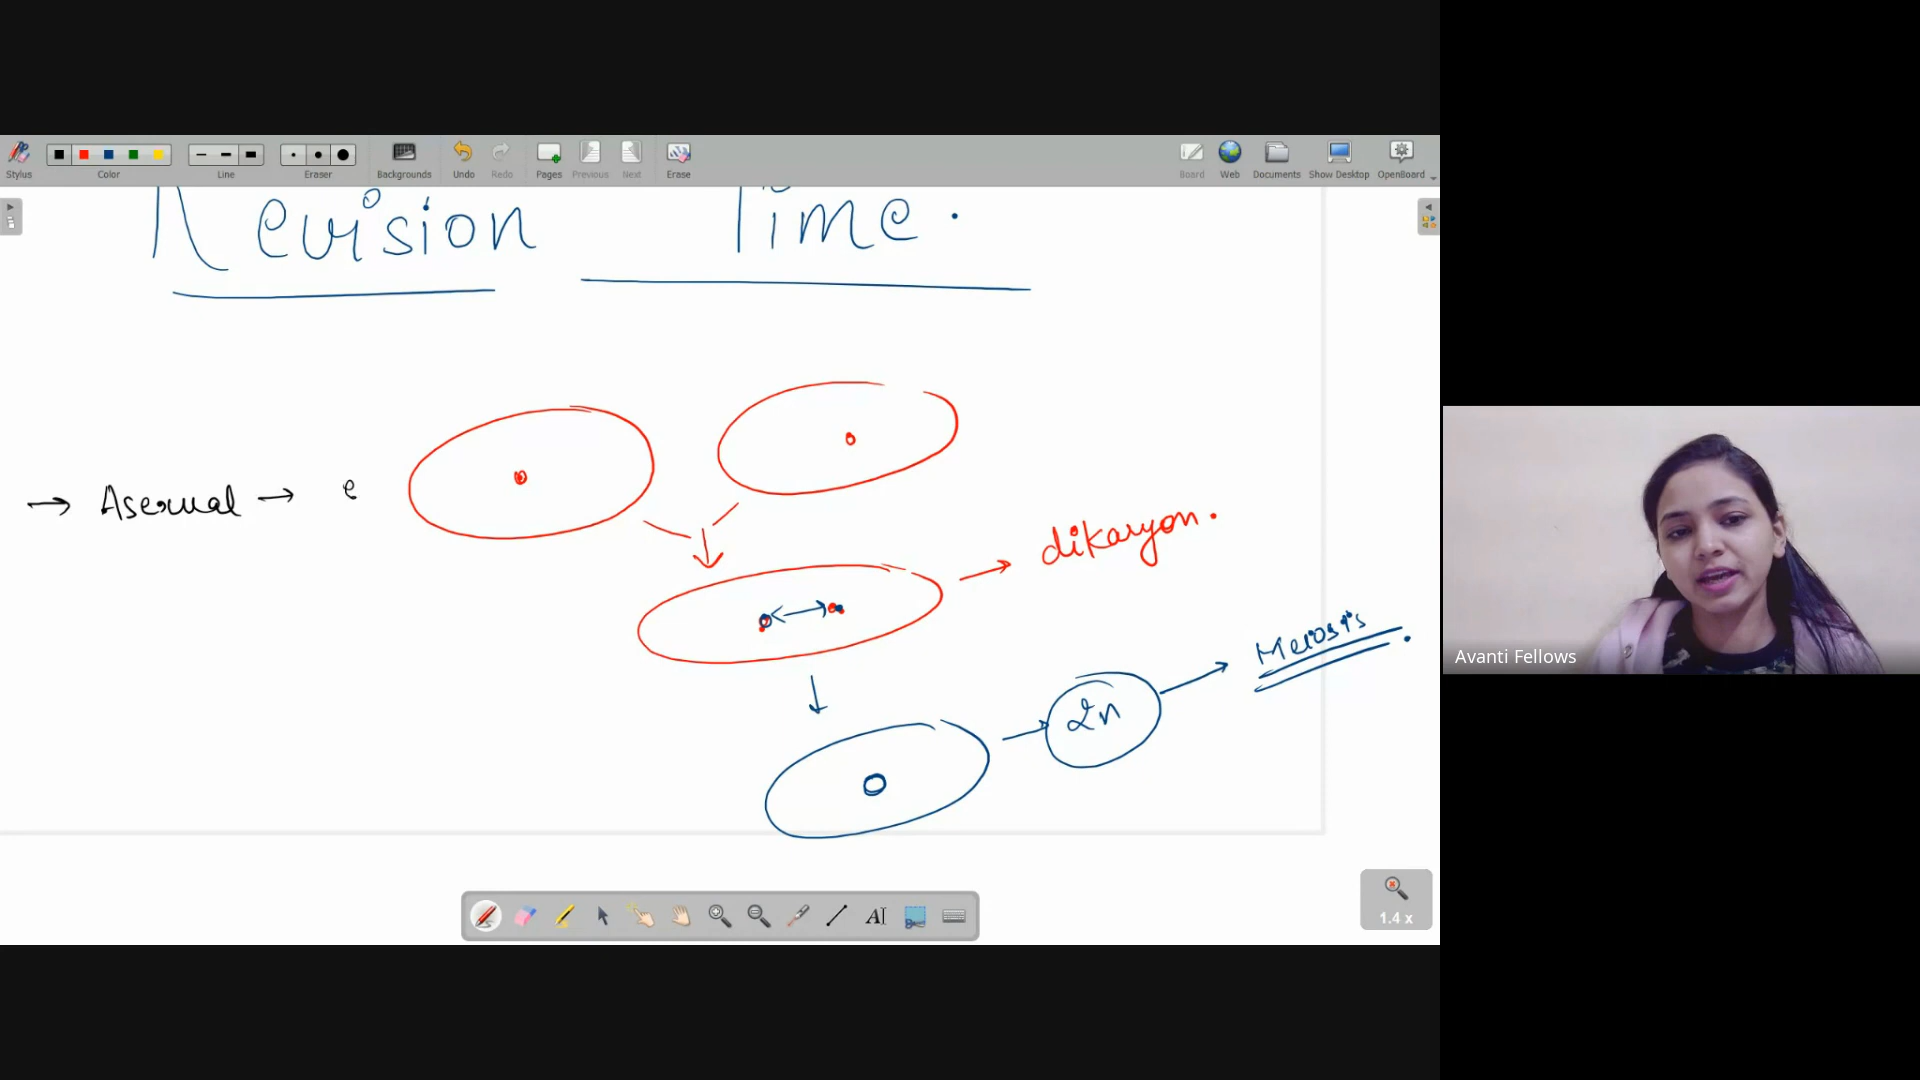 Stylus Color Line Eraser Backgrounds Undo Redo Pages Previous Next Erase Board Web Documents Show Desktop OpenBoard
Revision Time.
→ Asexual → e
→ dikaryon.
2n → Meiosis.
Avanti Fellows
AI
1.4 x